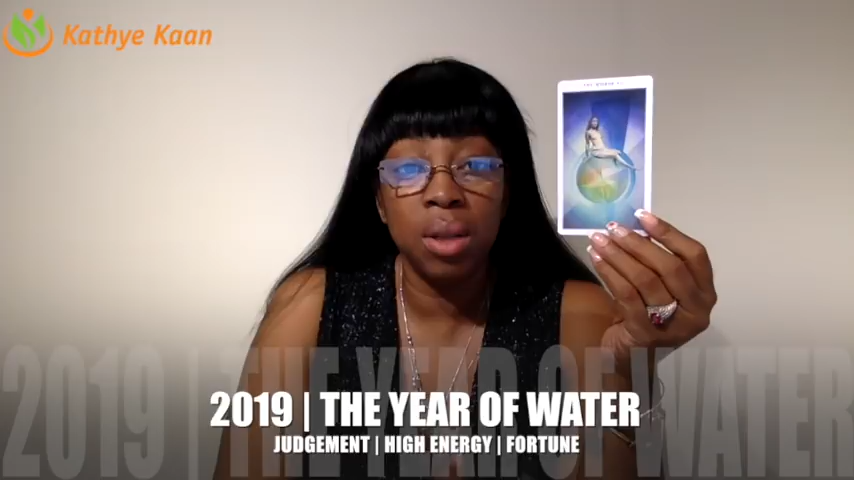 Kathye Kaan
2019 | THE YEAR OF WATER
2019 | THE YEAR OF WATER
JUDGEMENT | HIGH ENERGY | FORTUNE